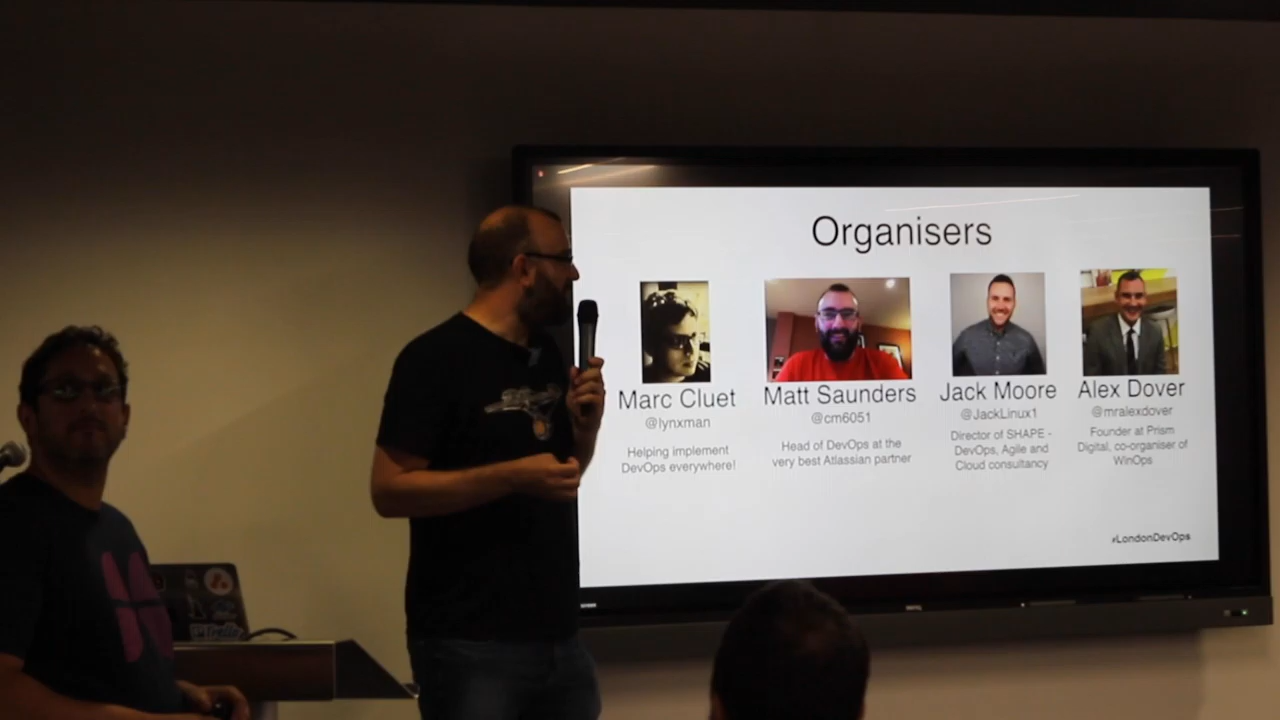 Organisers
Marc Cluet
@lynxman
Helping implement
DevOps everywhere!
Matt Saunders
@cm6051
Head of DevOps at the
very best Atlassian partner
Jack Moore
@JackLinux1
Director of SHAPE -
DevOps, Agile and
Cloud consultancy
Alex Dover
@mralexdover
Founder at Prism
Digital, co-organiser of
WinOps
#LondonDevOps
Trello